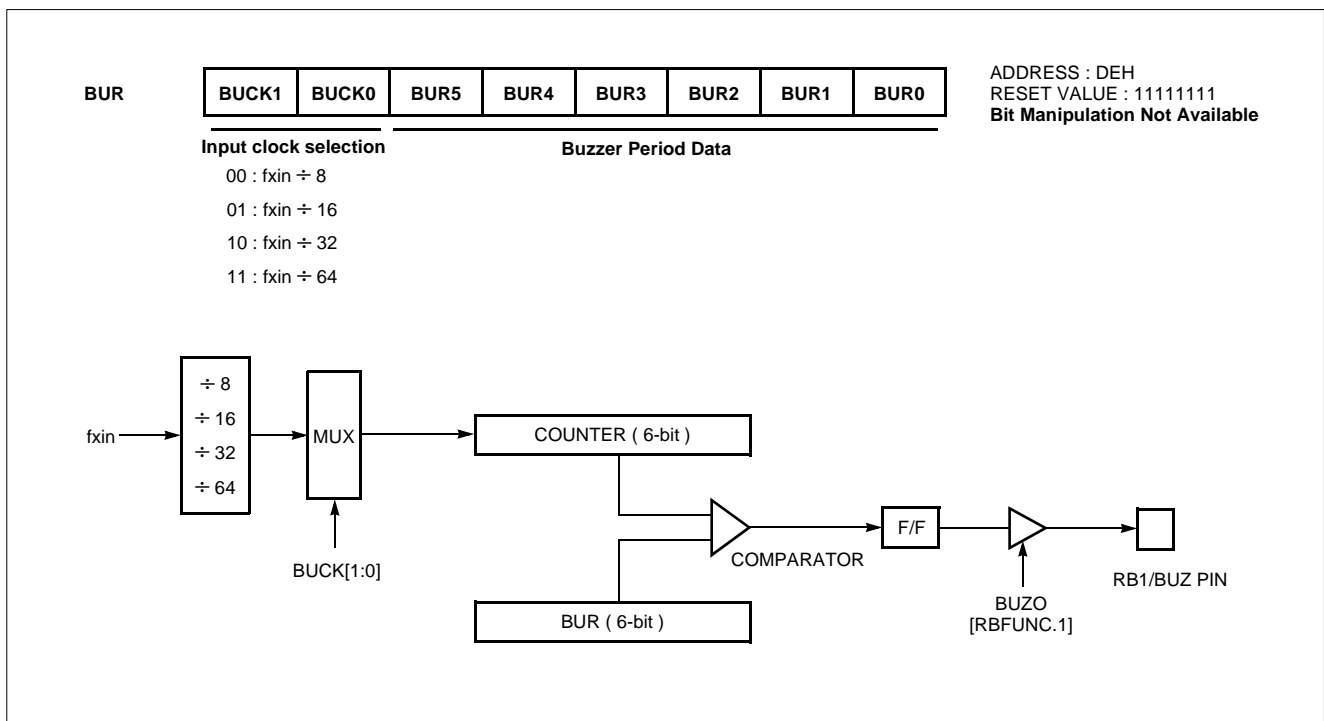 BUR
BUCK1 BUCK0 BUR5 BUR4 BUR3 BUR2 BUR1 BUR0
ADDRESS : DEH
RESET VALUE : 11111111
Bit Manipulation Not Available
Input clock selection
Buzzer Period Data
00 : fxin ÷ 8
01 : fxin ÷ 16
10 : fxin ÷ 32
11 : fxin ÷ 64
fxin
÷ 8
÷ 16
÷ 32
÷ 64
MUX
BUCK[1:0]
COUNTER ( 6-bit )
COMPARATOR
BUR ( 6-bit )
F/F
BUZO
[RBFUNC.1]
RB1/BUZ PIN